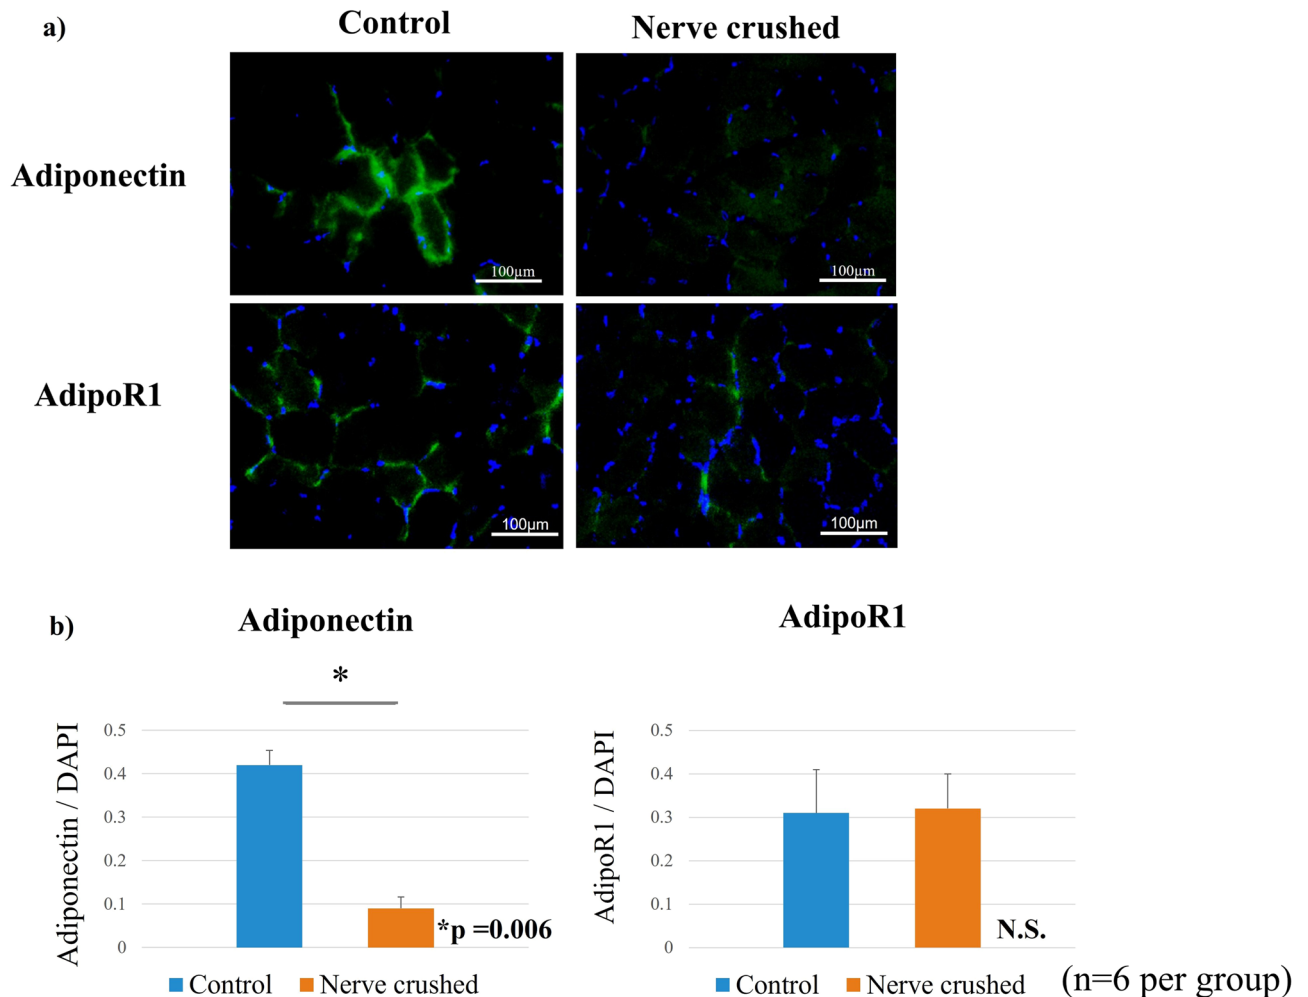 a)
Control
Nerve crushed
Adiponectin
100μm
100μm
AdipoR1
100μm
100μm
b)
Adiponectin
AdipoR1
*
Adiponectin / DAPI
0.5
0.4
0.3
0.2
0.1
0
*p =0.006
Control
Nerve crushed
AdipoR1 / DAPI
0.5
0.4
0.3
0.2
0.1
0
N.S.
Control
Nerve crushed
(n=6 per group)